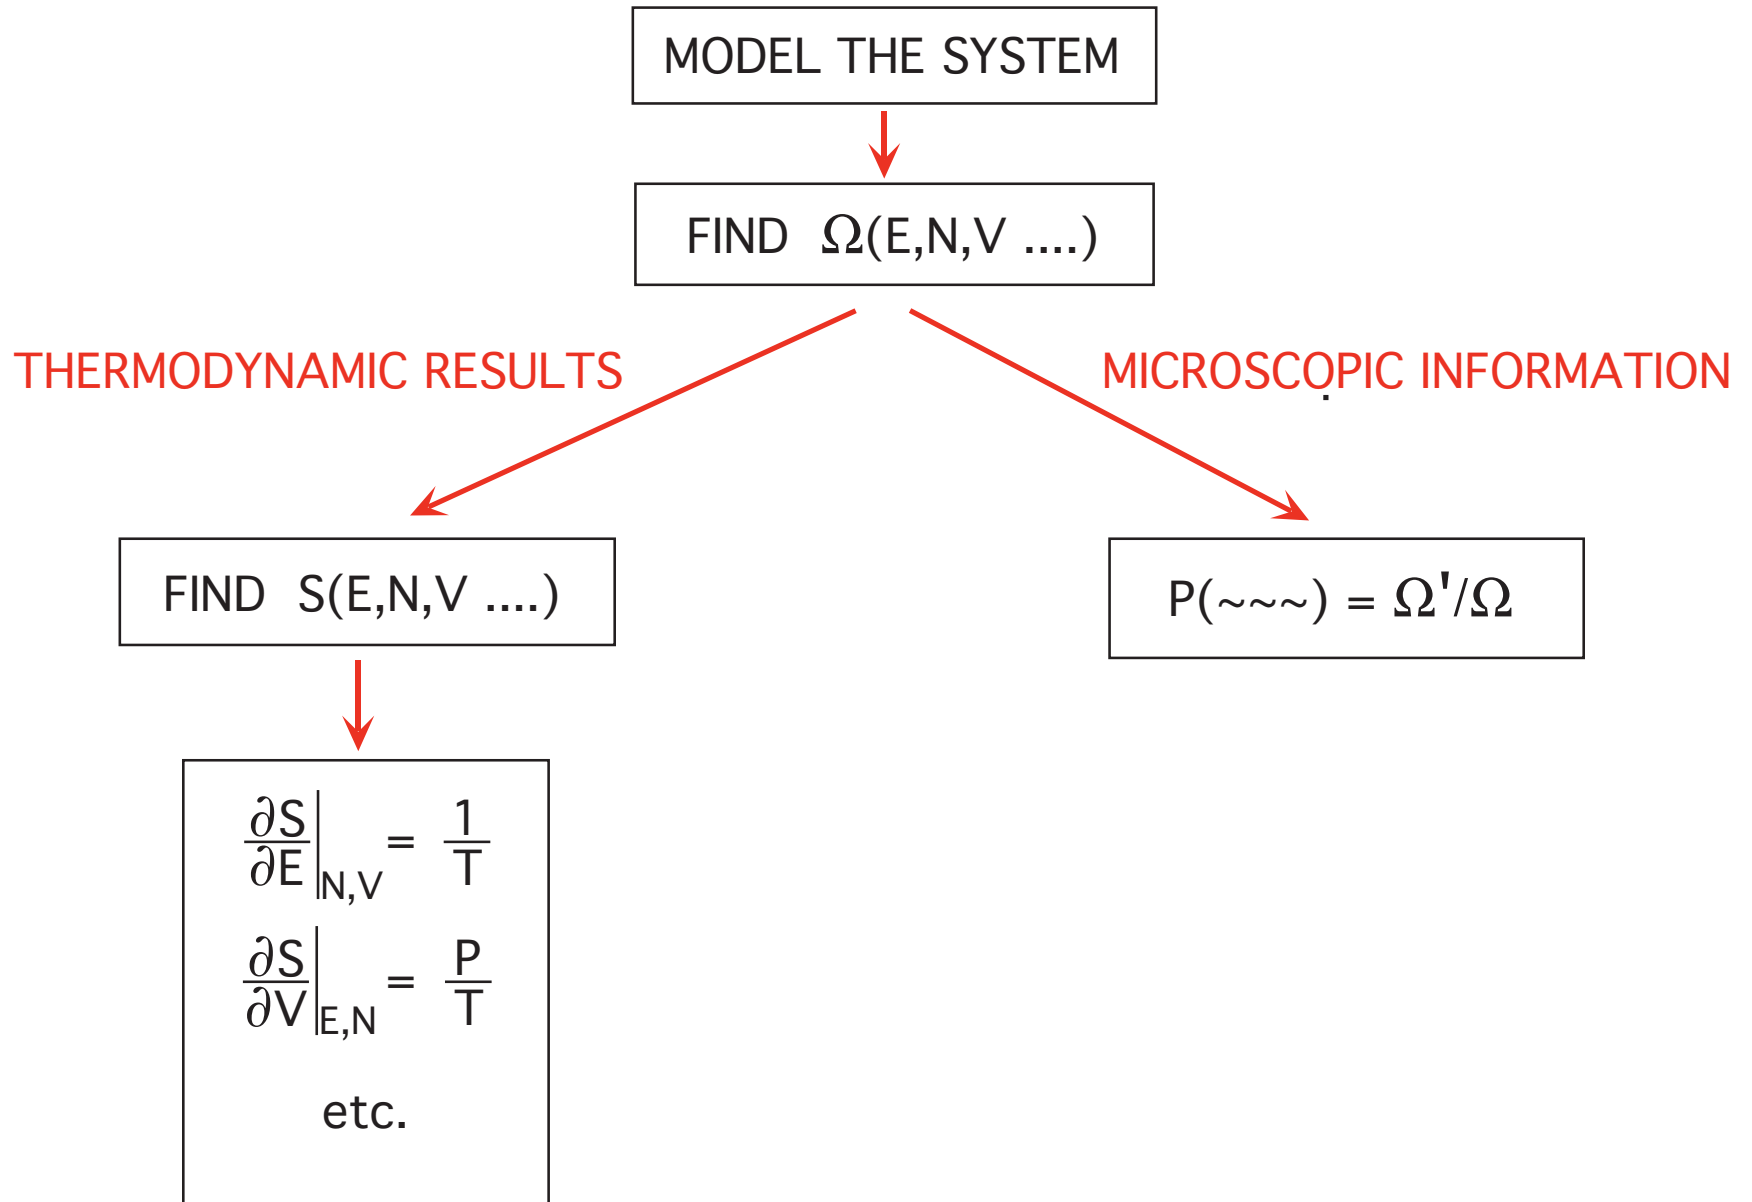 MODEL THE SYSTEM
FIND Ω(E,N,V ....)
THERMODYNAMIC RESULTS
MICROSCOPIC INFORMATION
FIND S(E,N,V ....)
P(~~~) = Ω'/Ω
∂S/∂E|N,V = 1/T
∂S/∂V|E,N = P/T
etc.